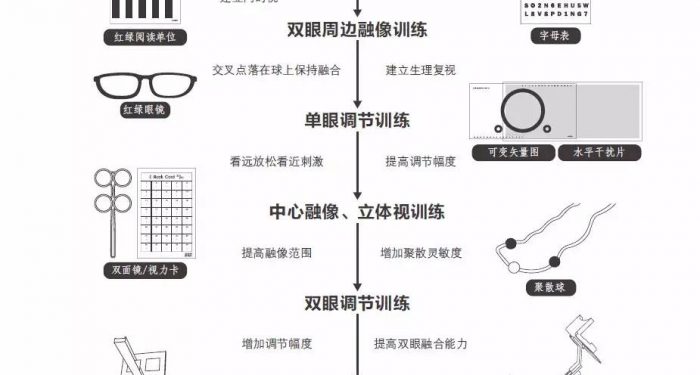 SO2N6EHU5W
LEV&PD1NG7
红绿阅读单位
双眼周边融像训练
字母表
交叉点落在球上保持融合
建立生理复视
红绿眼镜
单眼调节训练
可变矢量图
水平干扰片
看远放松看近刺激
提高调节幅度
中心融像、立体视训练
提高融像范围
增加聚散灵敏度
双面镜/视力卡
聚散球
双眼调节训练
增加调节幅度
提高双眼融合能力